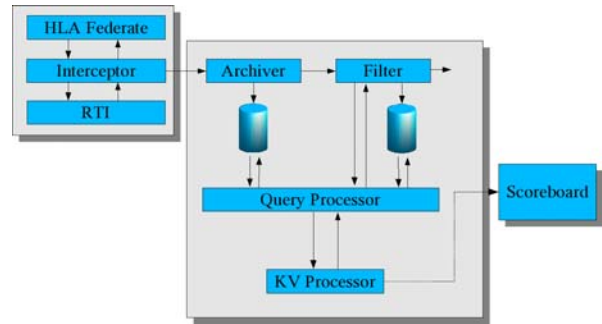 HLA Federate
Interceptor
RTI
Archiver
Filter
Query Processor
KV Processor
Scoreboard